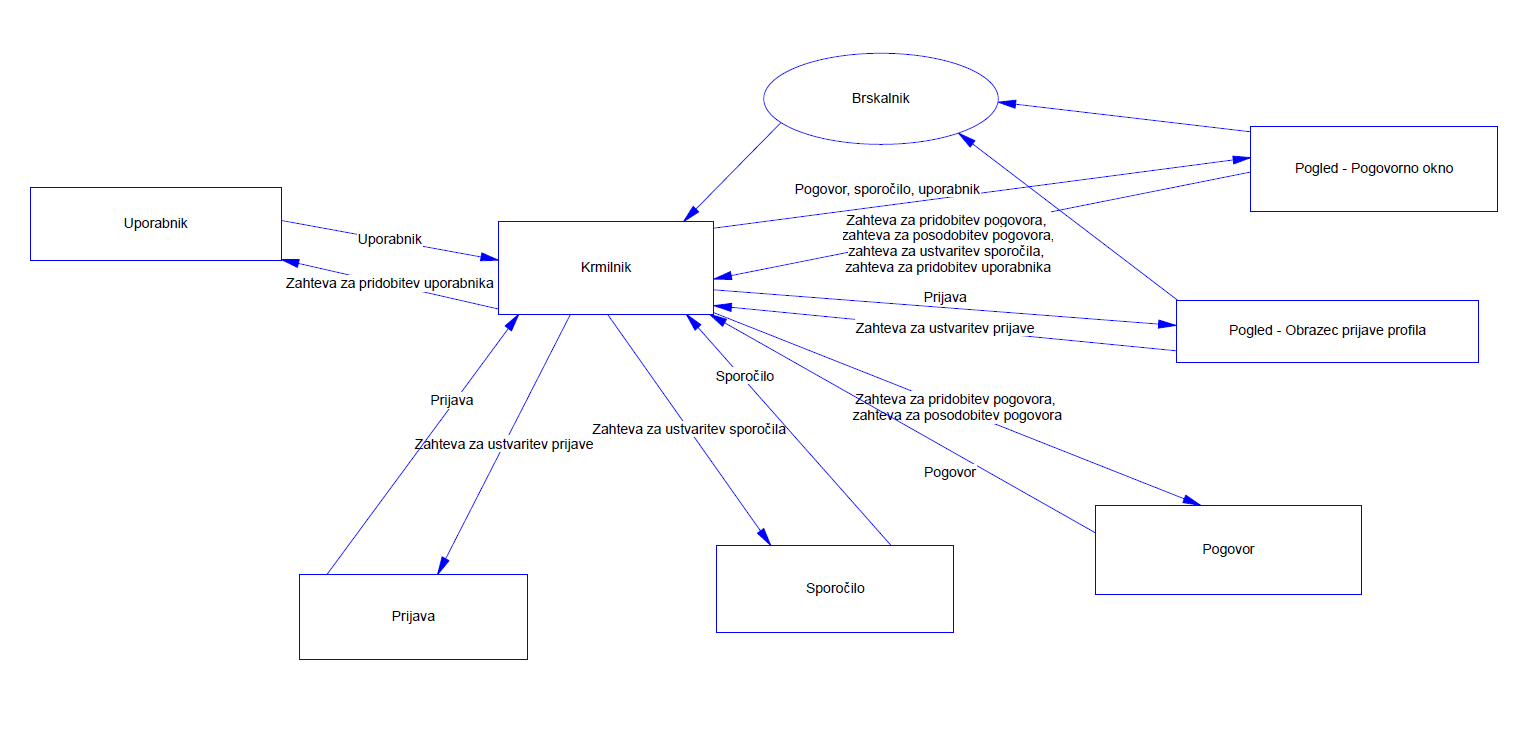 Brskalnik
Pogled - Pogovorno okno
Pogovor, sporočilo, uporabnik
Uporabnik
Uporabnik
Zahteva za pridobitev pogovora,
zahteva za posodobitev pogovora,
zahteva za ustvaritev sporočila,
zahteva za pridobitev uporabnika
Krmilnik
Zahteva za pridobitev uporabnika
Prijava
Zahteva za ustvaritev prijave
Pogled - Obrazec prijave profila
Sporočilo
Prijava
Zahteva za pridobitev pogovora,
zahteva za posodobitev pogovora
Zahteva za ustvaritev sporočila
Zahteva za ustvaritev prijave
Pogovor
Pogovor
Sporočilo
Prijava